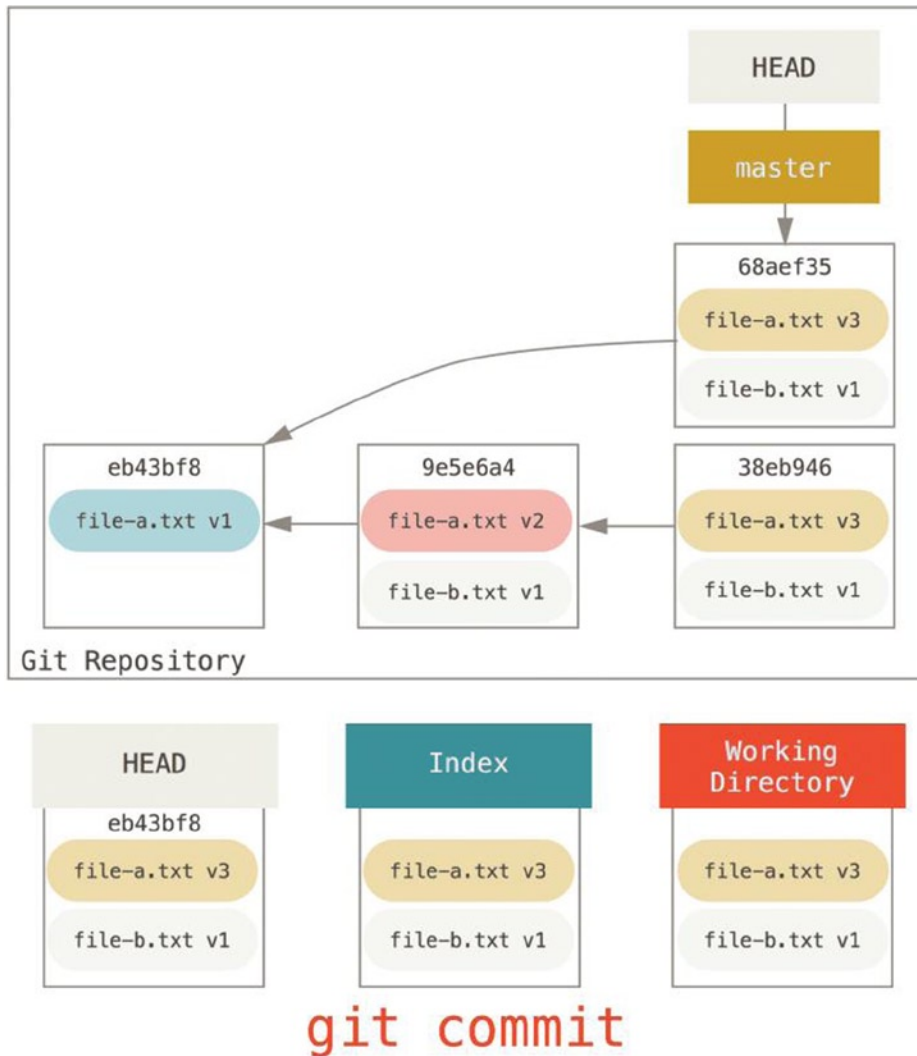 HEAD
master
68aef35
file-a.txt v3
file-b.txt v1
eb43bf8
file-a.txt v1
9e5e6a4
file-a.txt v2
file-b.txt v1
38eb946
file-a.txt v3
file-b.txt v1
Git Repository
HEAD
eb43bf8
file-a.txt v3
file-b.txt v1
Index
file-a.txt v3
file-b.txt v1
Working
Directory
file-a.txt v3
file-b.txt v1
git commit